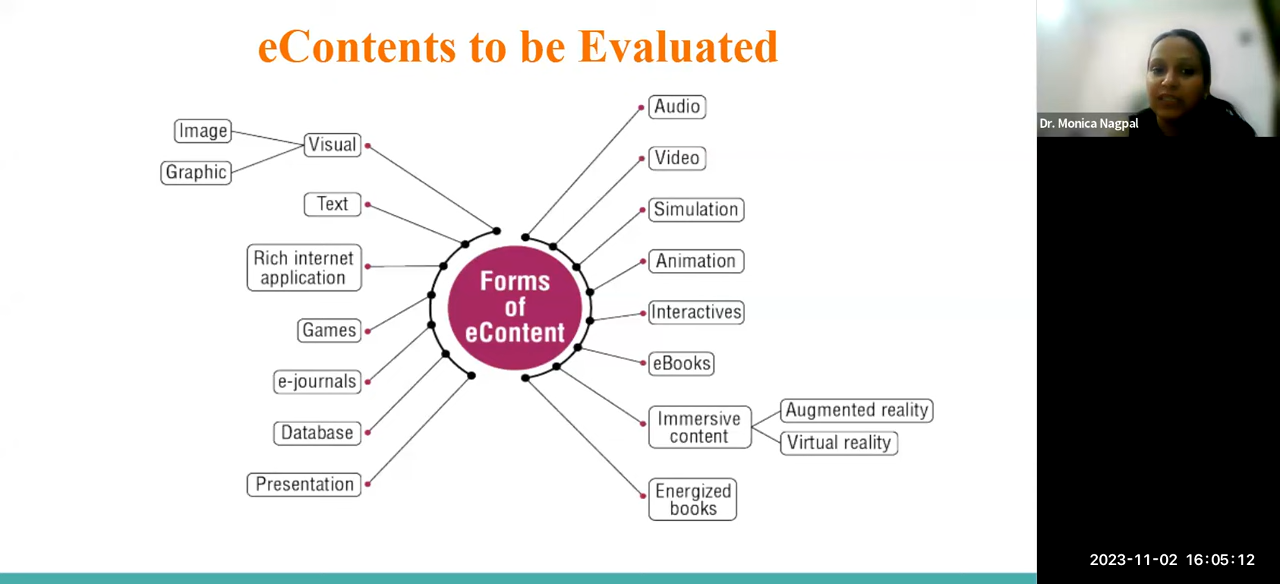 eContents to be Evaluated
Image
Graphic
Visual
Text
Rich internet
application
Games
e-journals
Database
Presentation
Forms
of
eContent
Audio
Video
Simulation
Animation
Interactives
eBooks
Immersive
content
Augmented reality
Virtual reality
Energized
books
Dr. Monica Nagpal
2023-11-02 16:05:12